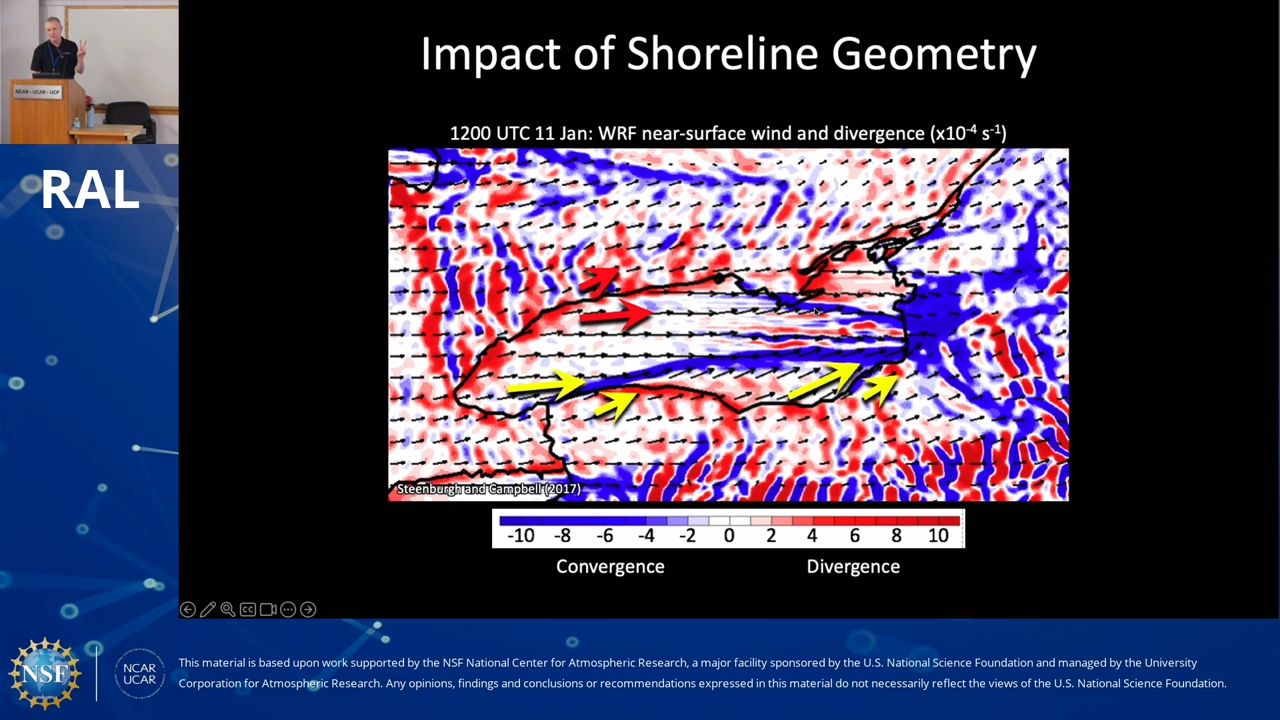 Impact of Shoreline Geometry
1200 UTC 11 Jan: WRF near-surface wind and divergence (x10⁻⁴ s⁻¹)
NCAR - UCAR - UCP
RAL
Steenburgh and Campbell (2017)
-10 -8 -6 -4 -2 0 2 4 6 8 10
Convergence Divergence
CC
NSF
NCAR
UCAR
This material is based upon work supported by the NSF National Center for Atmospheric Research, a major facility sponsored by the U.S. National Science Foundation and managed by the University
Corporation for Atmospheric Research. Any opinions, findings and conclusions or recommendations expressed in this material do not necessarily reflect the views of the U.S. National Science Foundation.